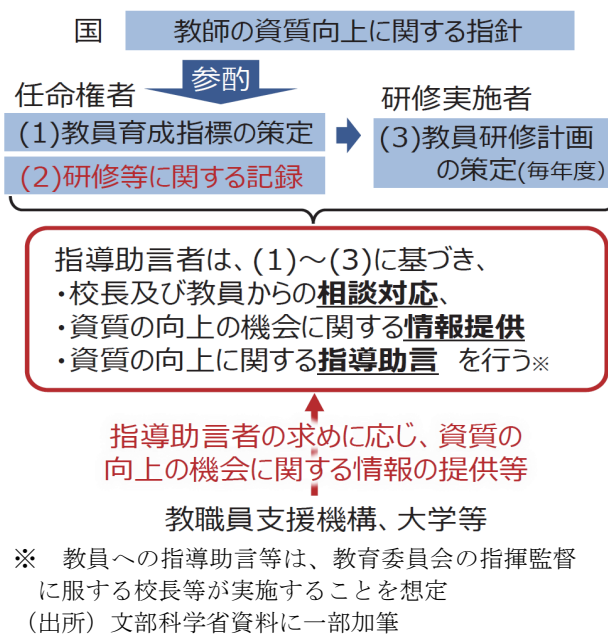 国 教師の資質向上に関する指針
参酌
任命権者
(1)教員育成指標の策定
(2)研修等に関する記録
研修実施者
(3)教員研修計画
の策定(毎年度)
指導助言者は、(1)～(3)に基づき、
・校長及び教員からの相談対応、
・資質の向上の機会に関する情報提供
・資質の向上に関する指導助言 を行う※
指導助言者の求めに応じ、資質の
向上の機会に関する情報の提供等
教職員支援機構、大学等
※ 教員への指導助言等は、教育委員会の指揮監督
に服する校長等が実施することを想定
（出所）文部科学省資料に一部加筆